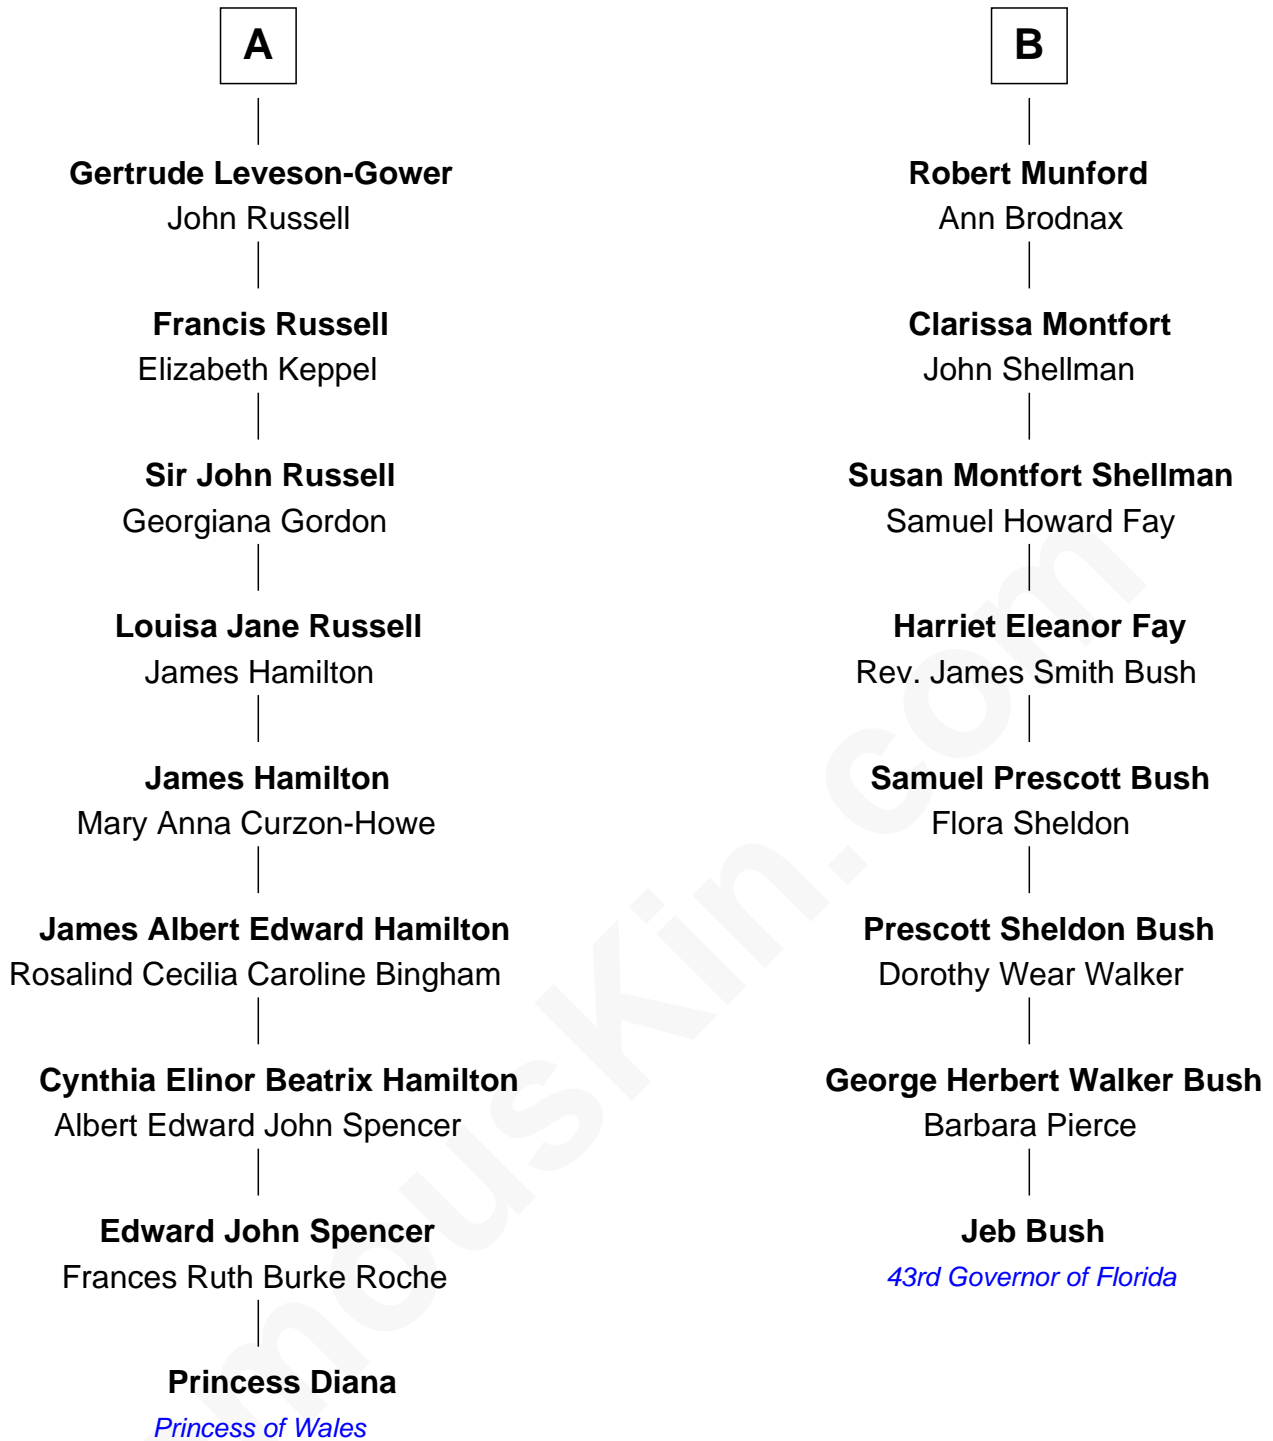 A
Gertrude Leveson-Gower
John Russell
Francis Russell
Elizabeth Keppel
Sir John Russell
Georgiana Gordon
Louisa Jane Russell
James Hamilton
James Hamilton
Mary Anna Curzon-Howe
James Albert Edward Hamilton
Rosalind Cecilia Caroline Bingham
Cynthia Elinor Beatrix Hamilton
Albert Edward John Spencer
Edward John Spencer
Frances Ruth Burke Roche
Princess Diana
Princess of Wales
B
Robert Munford
Ann Brodnax
Clarissa Montfort
John Shellman
Susan Montfort Shellman
Samuel Howard Fay
Harriet Eleanor Fay
Rev. James Smith Bush
Samuel Prescott Bush
Flora Sheldon
Prescott Sheldon Bush
Dorothy Wear Walker
George Herbert Walker Bush
Barbara Pierce
Jeb Bush
43rd Governor of Florida
mousKin.com